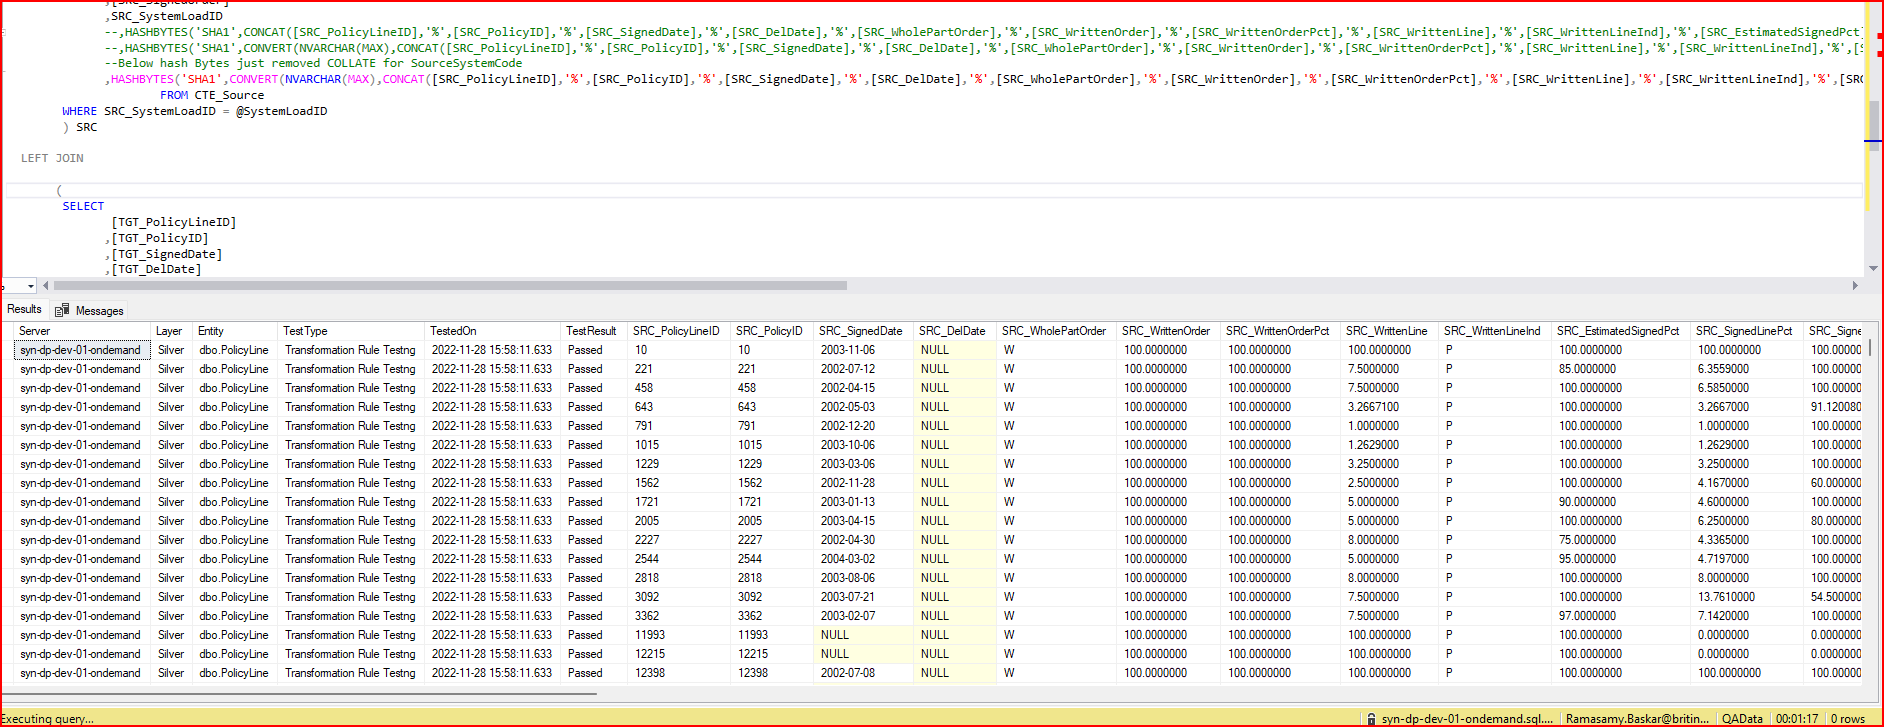 ,[SRC_SignedOrder]
,SRC_SystemLoadID
--,HASHBYTES('SHA1',CONCAT([SRC_PolicyLineID],'%',[SRC_PolicyID],'%',[SRC_SignedDate],'%',[SRC_DelDate],'%',[SRC_WholePartOrder],'%',[SRC_WrittenOrder],'%',[SRC_WrittenOrderPct],'%',[SRC_WrittenLine],'%',[SRC_WrittenLineInd],'%',[SRC_EstimatedSignedPct]
--,HASHBYTES('SHA1',CONVERT(NVARCHAR(MAX),CONCAT([SRC_PolicyLineID],'%',[SRC_PolicyID],'%',[SRC_SignedDate],'%',[SRC_DelDate],'%',[SRC_WholePartOrder],'%',[SRC_WrittenOrder],'%',[SRC_WrittenOrderPct],'%',[SRC_WrittenLine],'%',[SRC_WrittenLineInd],'%',[S
--Below hash Bytes just removed COLLATE for SourceSystemCode
,HASHBYTES('SHA1',CONVERT(NVARCHAR(MAX),CONCAT([SRC_PolicyLineID],'%',[SRC_PolicyID],'%',[SRC_SignedDate],'%',[SRC_DelDate],'%',[SRC_WholePartOrder],'%',[SRC_WrittenOrder],'%',[SRC_WrittenOrderPct],'%',[SRC_WrittenLine],'%',[SRC_WrittenLineInd],'%',[SRC
FROM CTE_Source
WHERE SRC_SystemLoadID = @SystemLoadID
) SRC
LEFT JOIN
(
SELECT
[TGT_PolicyLineID]
,[TGT_PolicyID]
,[TGT_SignedDate]
,[TGT_DelDate]
Results Messages
Server Layer Entity TestType TestedOn TestResult SRC_PolicyLineID SRC_PolicyID SRC_SignedDate SRC_DelDate SRC_WholePartOrder SRC_WrittenOrder SRC_WrittenOrderPct SRC_WrittenLine SRC_WrittenLineInd SRC_EstimatedSignedPct SRC_SignedLinePct SRC_Signe
syn-dp-dev-01-ondemand Silver dbo.PolicyLine Transformation Rule Testng 2022-11-28 15:58:11.633 Passed 10 10 2003-11-06 NULL W 100.0000000 100.0000000 100.0000000 P 100.0000000 100.0000000 100.00000
syn-dp-dev-01-ondemand Silver dbo.PolicyLine Transformation Rule Testng 2022-11-28 15:58:11.633 Passed 221 221 2002-07-12 NULL W 100.0000000 100.0000000 7.5000000 P 85.0000000 6.3559000 100.00000
syn-dp-dev-01-ondemand Silver dbo.PolicyLine Transformation Rule Testng 2022-11-28 15:58:11.633 Passed 458 458 2002-04-15 NULL W 100.0000000 100.0000000 7.5000000 P 100.0000000 6.5850000 100.00000
syn-dp-dev-01-ondemand Silver dbo.PolicyLine Transformation Rule Testng 2022-11-28 15:58:11.633 Passed 643 643 2002-05-03 NULL W 100.0000000 100.0000000 3.2667100 P 100.0000000 3.2667000 91.120080
syn-dp-dev-01-ondemand Silver dbo.PolicyLine Transformation Rule Testng 2022-11-28 15:58:11.633 Passed 791 791 2002-12-20 NULL W 100.0000000 100.0000000 1.0000000 P 100.0000000 1.0000000 100.00000
syn-dp-dev-01-ondemand Silver dbo.PolicyLine Transformation Rule Testng 2022-11-28 15:58:11.633 Passed 1015 1015 2003-10-06 NULL W 100.0000000 100.0000000 1.2629000 P 100.0000000 1.2629000 100.00000
syn-dp-dev-01-ondemand Silver dbo.PolicyLine Transformation Rule Testng 2022-11-28 15:58:11.633 Passed 1229 1229 2003-03-06 NULL W 100.0000000 100.0000000 3.2500000 P 100.0000000 3.2500000 100.00000
syn-dp-dev-01-ondemand Silver dbo.PolicyLine Transformation Rule Testng 2022-11-28 15:58:11.633 Passed 1562 1562 2002-11-28 NULL W 100.0000000 100.0000000 2.5000000 P 100.0000000 4.1670000 60.000000
syn-dp-dev-01-ondemand Silver dbo.PolicyLine Transformation Rule Testng 2022-11-28 15:58:11.633 Passed 1721 1721 2003-01-13 NULL W 100.0000000 100.0000000 5.0000000 P 90.0000000 4.6000000 100.00000
syn-dp-dev-01-ondemand Silver dbo.PolicyLine Transformation Rule Testng 2022-11-28 15:58:11.633 Passed 2005 2005 2003-04-15 NULL W 100.0000000 100.0000000 5.0000000 P 100.0000000 6.2500000 80.000000
syn-dp-dev-01-ondemand Silver dbo.PolicyLine Transformation Rule Testng 2022-11-28 15:58:11.633 Passed 2227 2227 2002-04-30 NULL W 100.0000000 100.0000000 8.0000000 P 75.0000000 4.3365000 100.00000
syn-dp-dev-01-ondemand Silver dbo.PolicyLine Transformation Rule Testng 2022-11-28 15:58:11.633 Passed 2544 2544 2004-03-02 NULL W 100.0000000 100.0000000 5.0000000 P 95.0000000 4.7197000 100.00000
syn-dp-dev-01-ondemand Silver dbo.PolicyLine Transformation Rule Testng 2022-11-28 15:58:11.633 Passed 2818 2818 2003-08-06 NULL W 100.0000000 100.0000000 8.0000000 P 100.0000000 8.0000000 100.00000
syn-dp-dev-01-ondemand Silver dbo.PolicyLine Transformation Rule Testng 2022-11-28 15:58:11.633 Passed 3092 3092 2003-07-21 NULL W 100.0000000 100.0000000 7.5000000 P 100.0000000 13.7610000 54.500000
syn-dp-dev-01-ondemand Silver dbo.PolicyLine Transformation Rule Testng 2022-11-28 15:58:11.633 Passed 3362 3362 2003-02-07 NULL W 100.0000000 100.0000000 7.5000000 P 97.0000000 7.1420000 100.00000
syn-dp-dev-01-ondemand Silver dbo.PolicyLine Transformation Rule Testng 2022-11-28 15:58:11.633 Passed 11993 11993 NULL NULL W 100.0000000 100.0000000 100.0000000 P 100.0000000 0.0000000 0.0000000
syn-dp-dev-01-ondemand Silver dbo.PolicyLine Transformation Rule Testng 2022-11-28 15:58:11.633 Passed 12215 12215 NULL NULL W 100.0000000 100.0000000 100.0000000 P 100.0000000 0.0000000 0.0000000
syn-dp-dev-01-ondemand Silver dbo.PolicyLine Transformation Rule Testng 2022-11-28 15:58:11.633 Passed 12398 12398 2002-07-08 NULL W 100.0000000 100.0000000 100.0000000 P 100.0000000 100.0000000 100.00000
Executing query... syn-dp-dev-01-ondemand.sql.... Ramasamy.Baskar@britin... QAData 00:01:17 0 rows